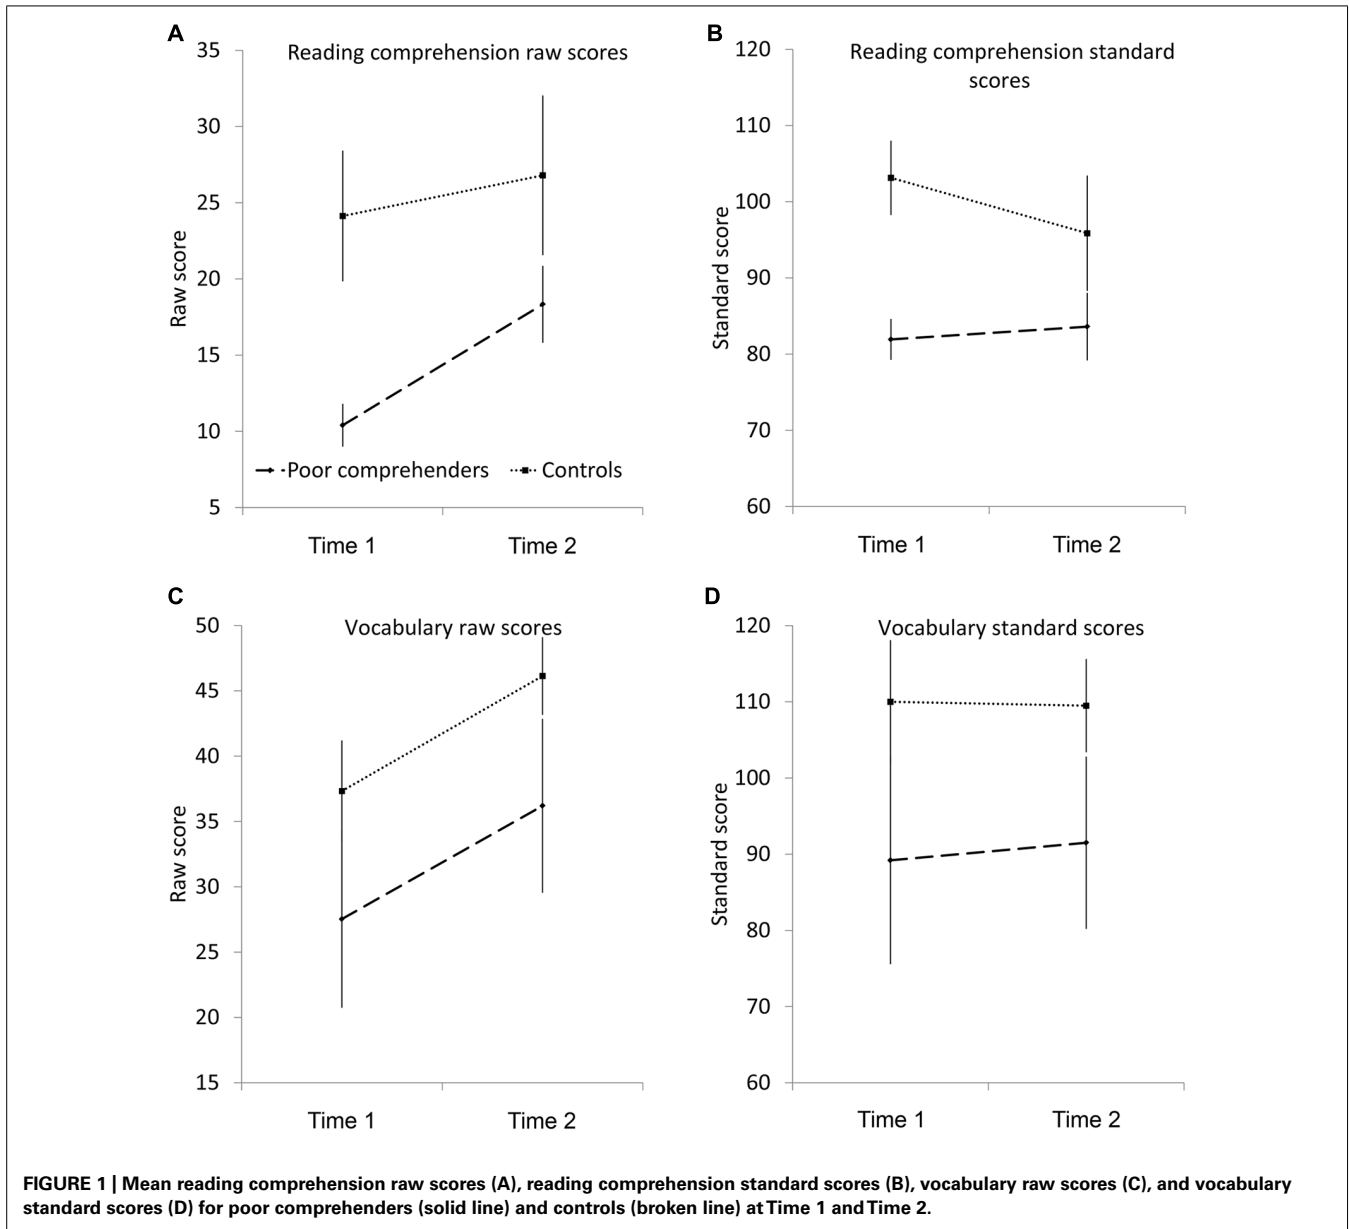 A
Reading comprehension raw scores
35
30
25
20
15
10
5
Raw score
Poor comprehenders
Controls
Time 1
Time 2
B
Reading comprehension standard
scores
120
110
100
90
80
70
60
Standard score
Time 1
Time 2
C
Vocabulary raw scores
50
45
40
35
30
25
20
15
Raw score
Time 1
Time 2
D
Vocabulary standard scores
120
110
100
90
80
70
60
Standard score
Time 1
Time 2
FIGURE 1 | Mean reading comprehension raw scores (A), reading comprehension standard scores (B), vocabulary raw scores (C), and vocabulary
standard scores (D) for poor comprehenders (solid line) and controls (broken line) at Time 1 and Time 2.